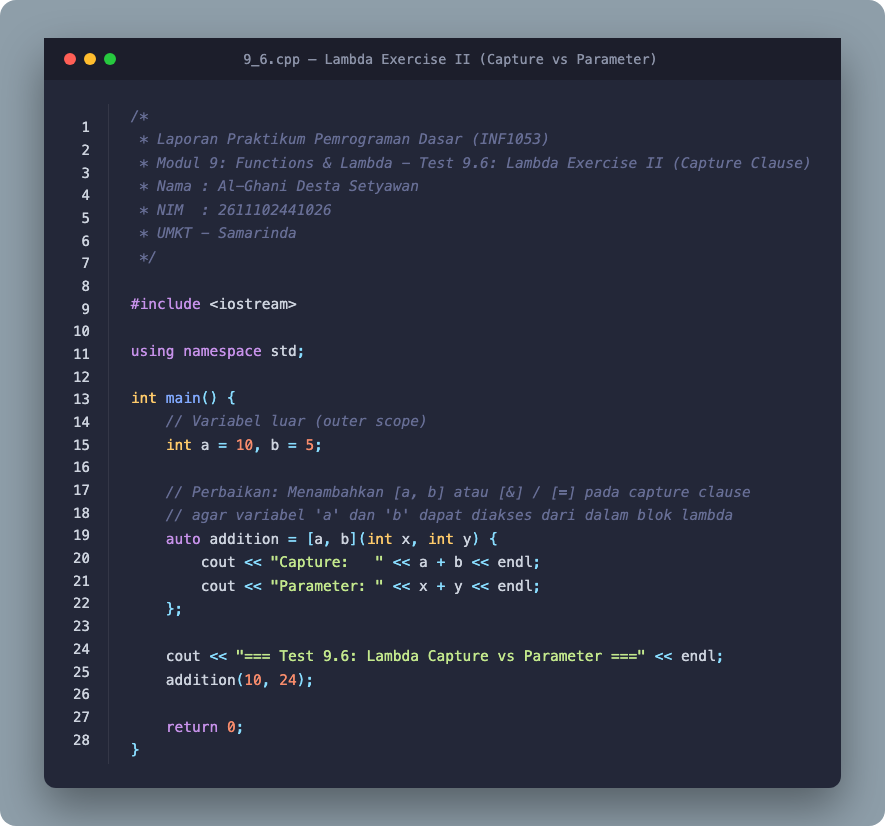 9_6.cpp — Lambda Exercise II (Capture vs Parameter)
1 /*
2  * Laporan Praktikum Pemrograman Dasar (INF1053)
3  * Modul 9: Functions & Lambda - Test 9.6: Lambda Exercise II (Capture Clause)
4  * Nama : Al-Ghani Desta Setyawan
5  * NIM  : 2611102441026
6  * UMKT - Samarinda
7  */
8
9 #include <iostream>
10
11 using namespace std;
12
13 int main() {
14     // Variabel luar (outer scope)
15     int a = 10, b = 5;
16
17     // Perbaikan: Menambahkan [a, b] atau [&] / [=] pada capture clause
18     // agar variabel 'a' dan 'b' dapat diakses dari dalam blok lambda
19     auto addition = [a, b](int x, int y) {
20         cout << "Capture:   " << a + b << endl;
21         cout << "Parameter: " << x + y << endl;
22     };
23
24     cout << "=== Test 9.6: Lambda Capture vs Parameter ===" << endl;
25     addition(10, 24);
26
27     return 0;
28 }